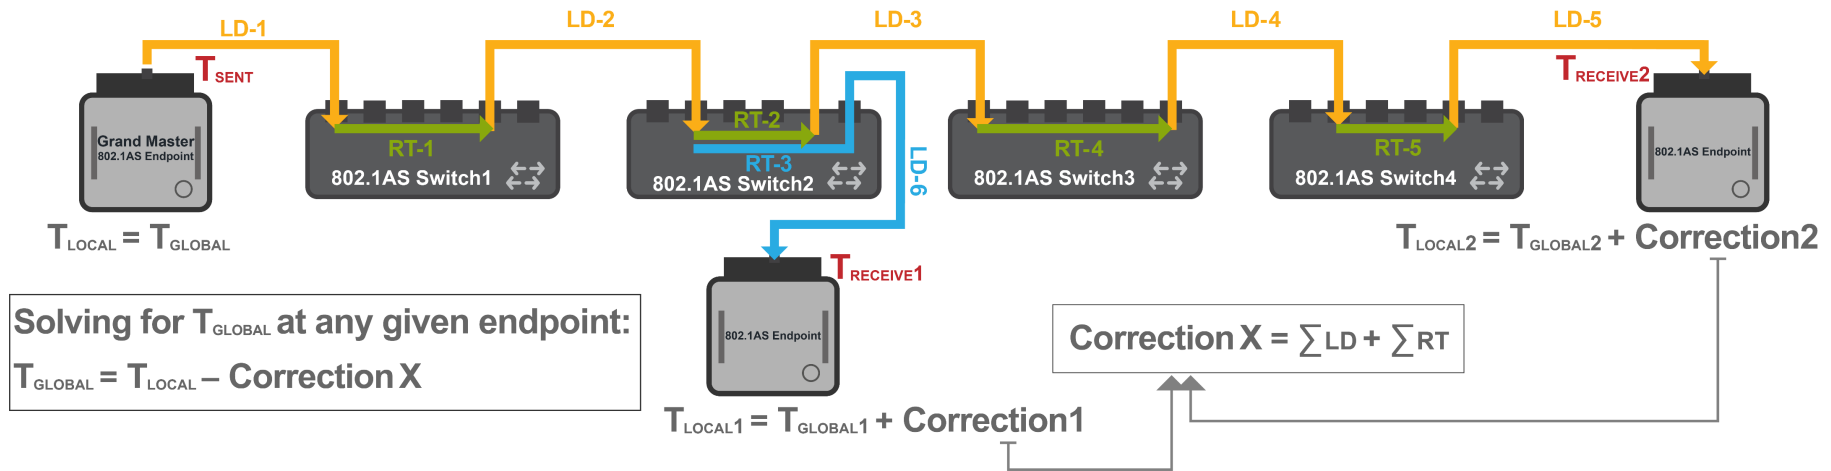 LD-1
LD-2
LD-3
LD-4
LD-5
TSENT
TRECEIVE2
Grand Master
802.1AS Endpoint
RT-1
802.1AS Switch1
RT-2
RT-3
802.1AS Switch2
LD-6
RT-4
802.1AS Switch3
RT-5
802.1AS Switch4
802.1AS Endpoint
TLOCAL = TGLOBAL
TLOCAL2 = TGLOBAL2 + Correction2
TRECEIVE1
802.1AS Endpoint
Solving for TGLOBAL at any given endpoint:
TGLOBAL = TLOCAL – Correction X
Correction X = ∑LD + ∑RT
TLOCAL1 = TGLOBAL1 + Correction1